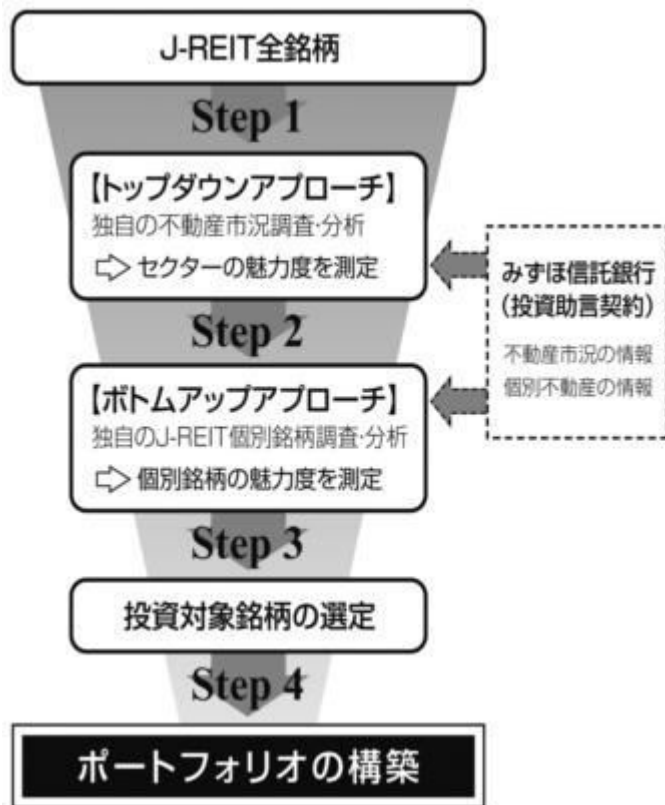 J-REIT全銘柄
Step 1
【トップダウンアプローチ】
独自の不動産市況調査・分析
⇨ セクターの魅力度を測定
みずほ信託銀行
(投資助言契約)
不動産市況の情報
個別不動産の情報
Step 2
【ボトムアップアプローチ】
独自のJ-REIT個別銘柄調査・分析
⇨ 個別銘柄の魅力度を測定
Step 3
投資対象銘柄の選定
Step 4
ポートフォリオの構築